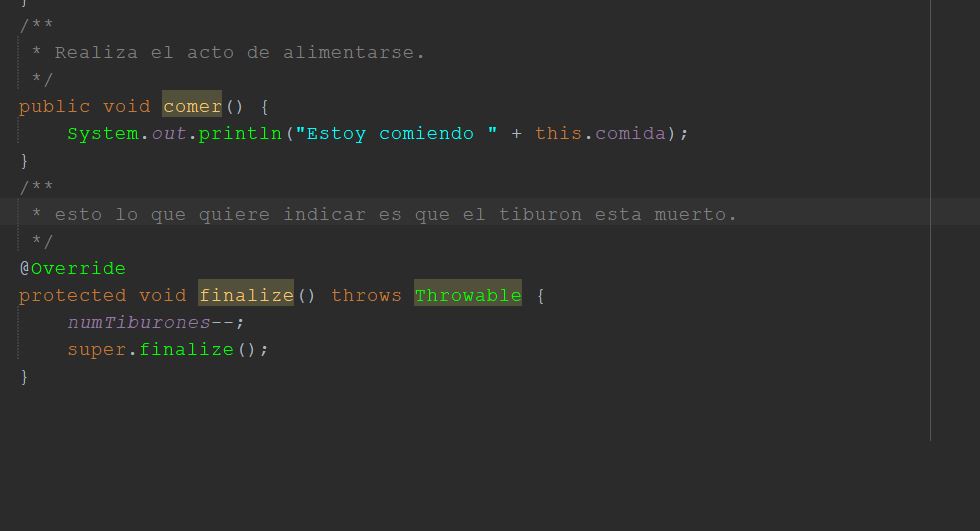 }
/**
 * Realiza el acto de alimentarse.
 */
public void comer() {
    System.out.println("Estoy comiendo " + this.comida);
}
/**
 * esto lo que quiere indicar es que el tiburon esta muerto.
 */
@Override
protected void finalize() throws Throwable {
    numTiburones--;
    super.finalize();
}